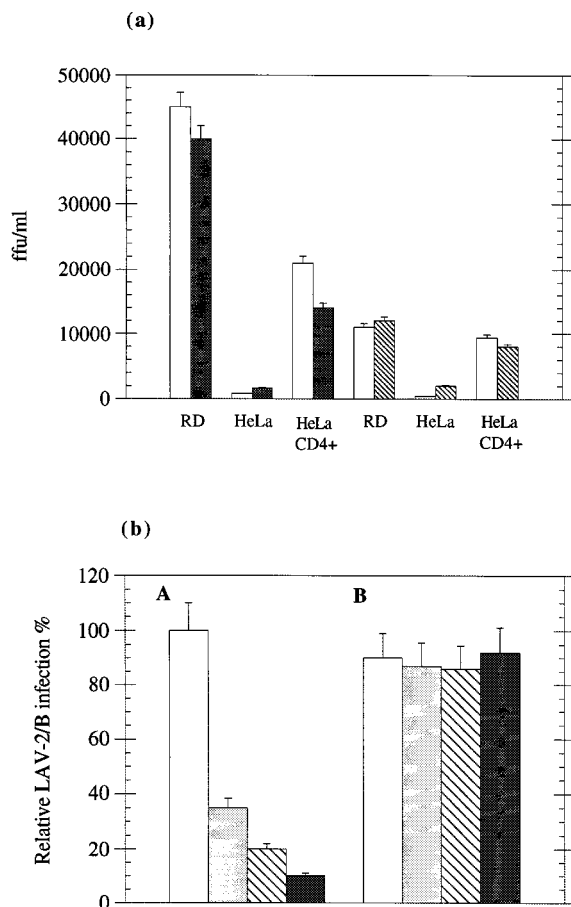 (a)
50000
40000
30000
20000
10000
0
ffu/ml
RD
HeLa
HeLa
CD4+
RD
HeLa
HeLa
CD4+
(b)
120
100
80
60
40
20
0
Relative LAV-2/B infection %
A
B